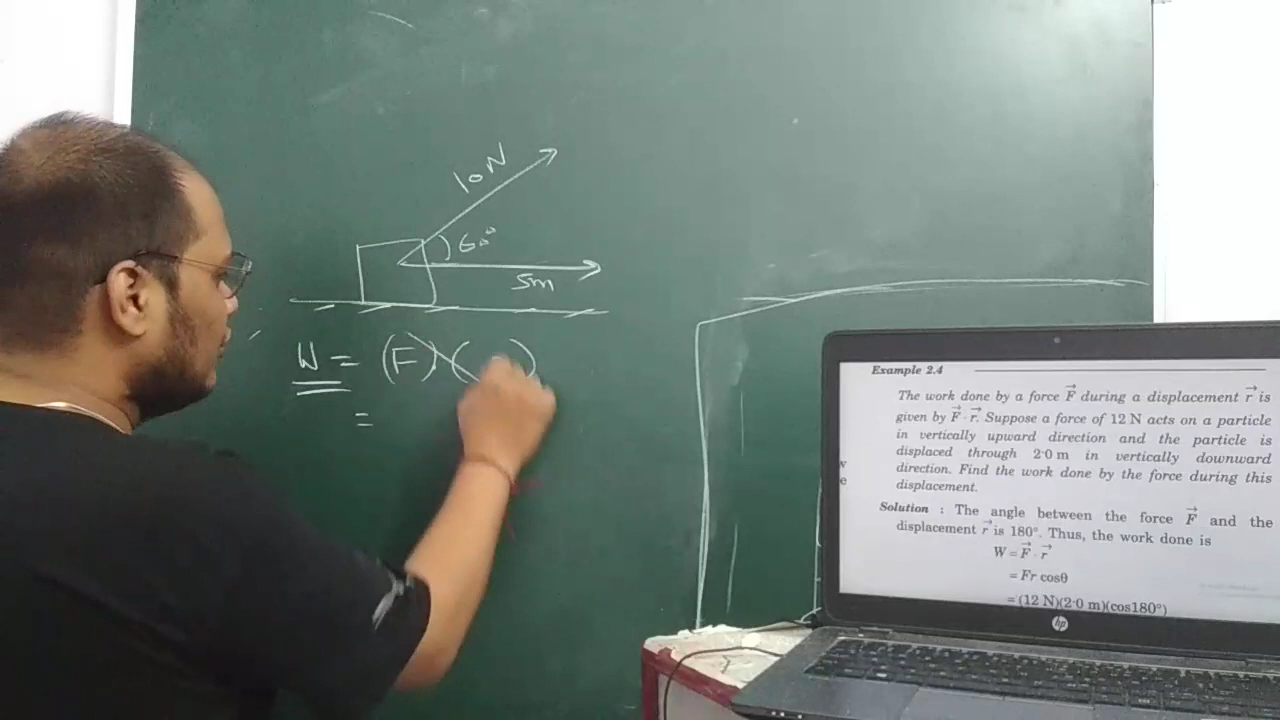 10N
60°
5m
W = (F) × ( )
=
Example 2.4
The work done by a force F⃗ during a displacement r⃗ is
given by F⃗ · r⃗. Suppose a force of 12 N acts on a particle
in vertically upward direction and the particle is
displaced through 2·0 m in vertically downward
direction. Find the work done by the force during this
displacement.
Solution : The angle between the force F⃗ and the
displacement r⃗ is 180°. Thus, the work done is
W = F⃗ · r⃗
= Fr cosθ
= (12 N)(2·0 m)(cos180°)
v
e
hp